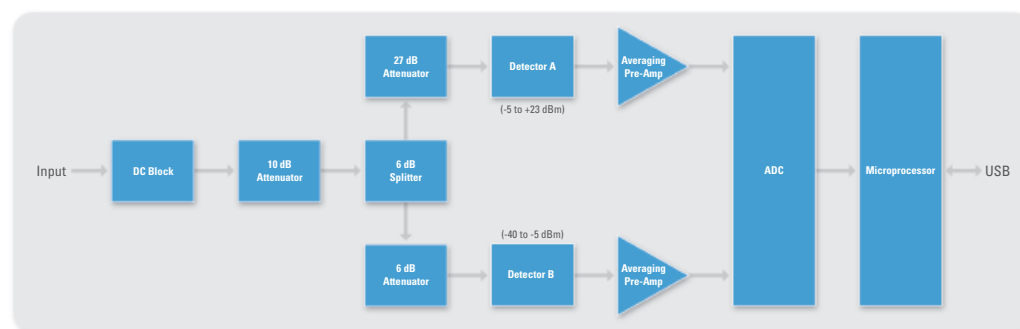 27 dB
Attenuator
Detector A
(-5 to +23 dBm)
Averaging
Pre-Amp
Input
DC Block
10 dB
Attenuator
6 dB
Splitter
ADC
Microprocessor
USB
(-40 to -5 dBm)
6 dB
Attenuator
Detector B
Averaging
Pre-Amp